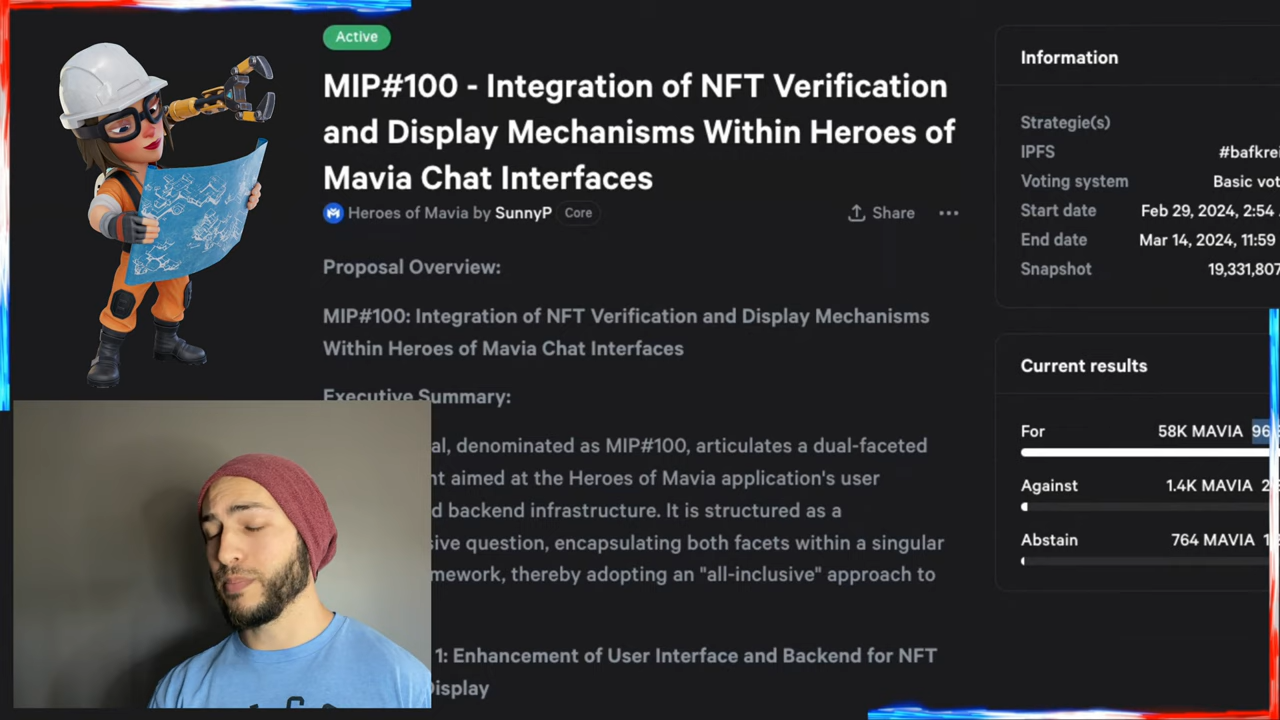 Active
MIP#100 - Integration of NFT Verification
and Display Mechanisms Within Heroes of
Mavia Chat Interfaces
Heroes of Mavia by SunnyP Core
Share
Proposal Overview:
MIP#100: Integration of NFT Verification and Display Mechanisms
Within Heroes of Mavia Chat Interfaces
Executive Summary:
denominated as MIP#100, articulates a dual-faceted
aimed at the Heroes of Mavia application's user
backend infrastructure. It is structured as a
question, encapsulating both facets within a singular
thereby adopting an "all-inclusive" approach to
1: Enhancement of User Interface and Backend for NFT
Information
Strategie(s)
IPFS #bafkrei
Voting system Basic vot
Start date Feb 29, 2024, 2:54
End date Mar 14, 2024, 11:59
Snapshot 19,331,807
Current results
For 58K MAVIA 96
Against 1.4K MAVIA 2
Abstain 764 MAVIA 1